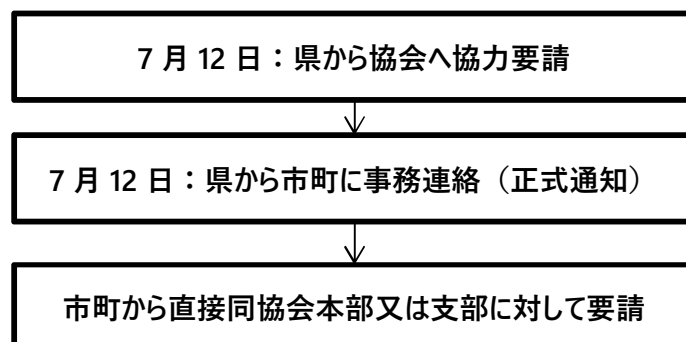 7 月 12 日：県から協会へ協力要請
7 月 12 日：県から市町に事務連絡（正式通知）
市町から直接同協会本部又は支部に対して要請